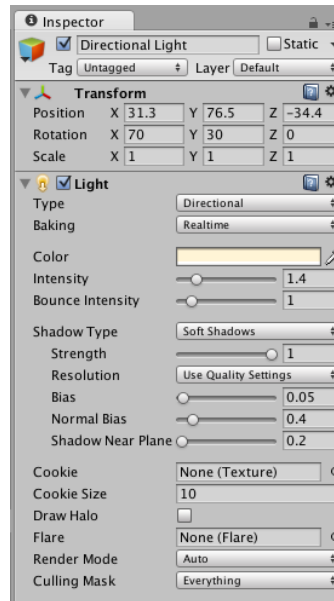 Inspector
Directional Light Static
Tag Untagged Layer Default
Transform
Position X 31.3 Y 76.5 Z -34.4
Rotation X 70 Y 30 Z 0
Scale X 1 Y 1 Z 1
Light
Type Directional
Baking Realtime
Color
Intensity 1.4
Bounce Intensity 1
Shadow Type Soft Shadows
Strength 1
Resolution Use Quality Settings
Bias 0.05
Normal Bias 0.4
Shadow Near Plane 0.2
Cookie None (Texture)
Cookie Size 10
Draw Halo
Flare None (Flare)
Render Mode Auto
Culling Mask Everything